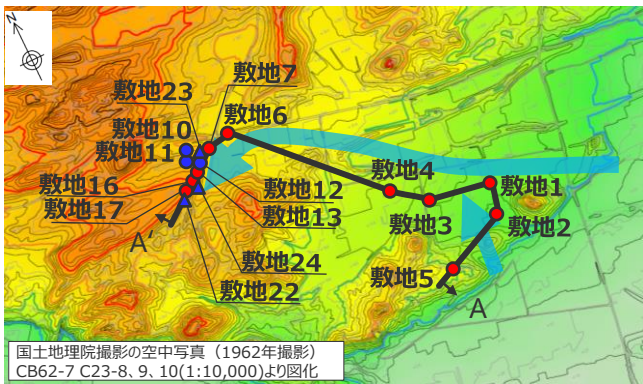 N
敷地7
敷地23
敷地6
敷地10
敷地11
敷地4
敷地12
敷地1
敷地16
敷地13
敷地3
敷地17
敷地2
A’
敷地24
敷地5
敷地22
A
国土地理院撮影の空中写真（1962年撮影）
CB62-7 C23-8、9、10(1:10,000)より図化